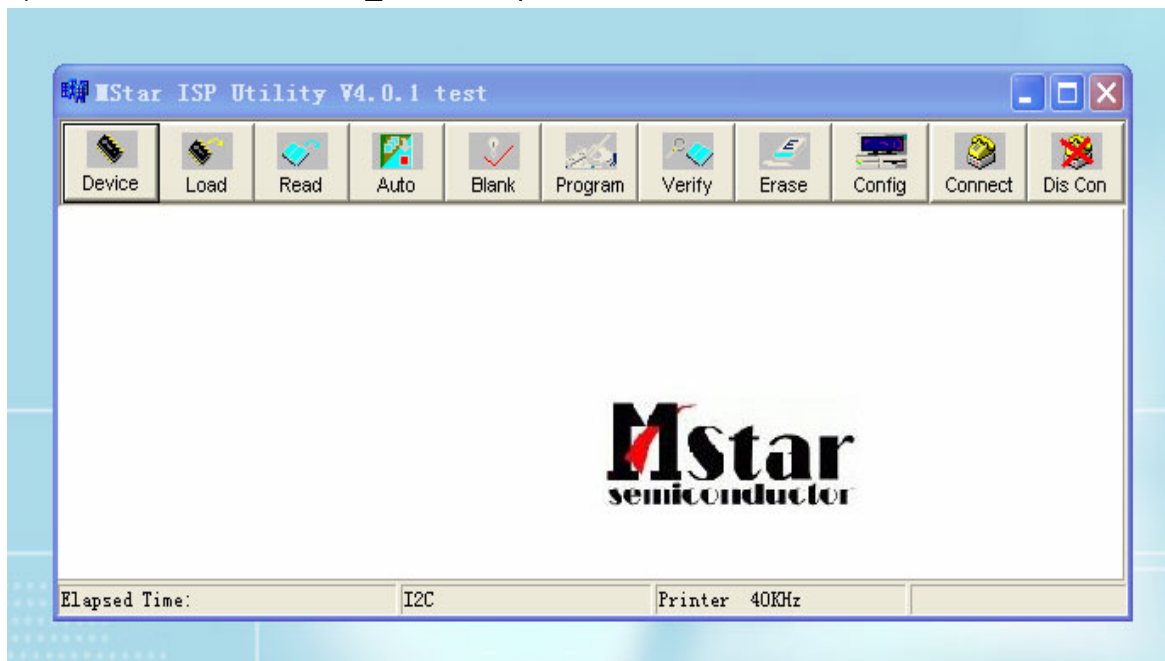 MStar ISP Utility V4.0.1 test
Device Load Read Auto Blank Program Verify Erase Config Connect Dis Con
Mstar
semiconductor
Elapsed Time: I2C Printer 40KHz